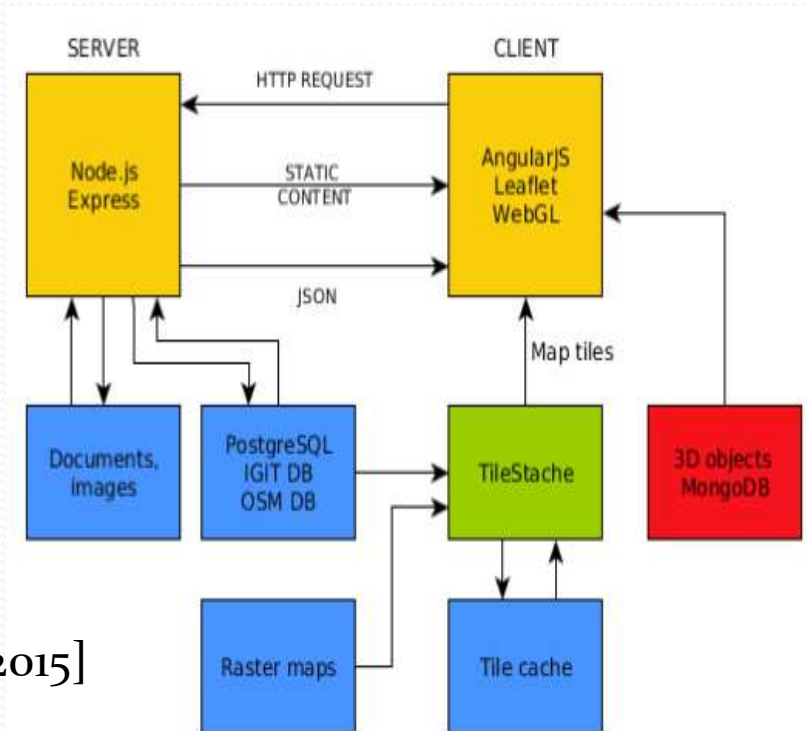 SERVER
CLIENT
HTTP REQUEST
Node.js
Express
STATIC
CONTENT
AngularJS
Leaflet
WebGL
JSON
Map tiles
Documents,
images
PostgreSQL
IGIT DB
OSM DB
TileStache
3D objects
MongoDB
2015]
Raster maps
Tile cache